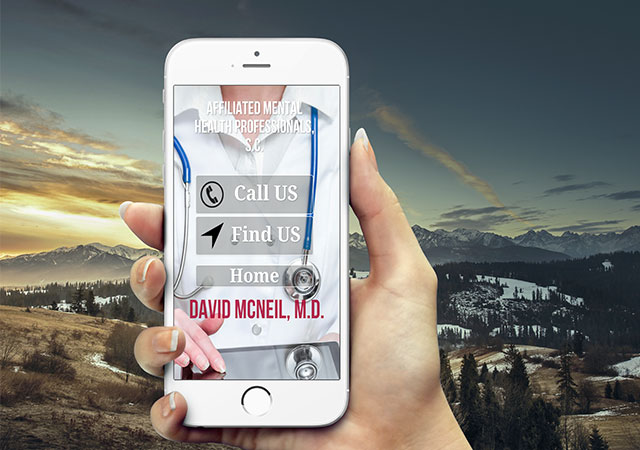 AFFILIATED MENTAL
HEALTH PROFESSIONALS,
S.C.
Call US
Find US
Home
DAVID MCNEIL, M.D.